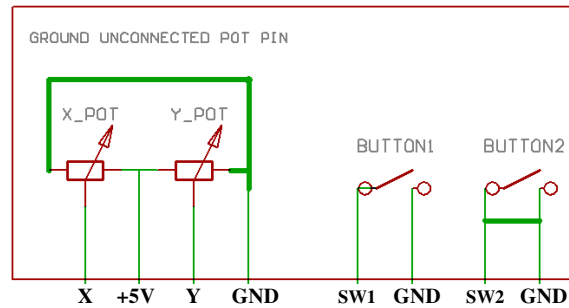 GROUND UNCONNECTED POT PIN
X_POT Y_POT
BUTTON1 BUTTON2
X +5V Y GND SW1 GND SW2 GND